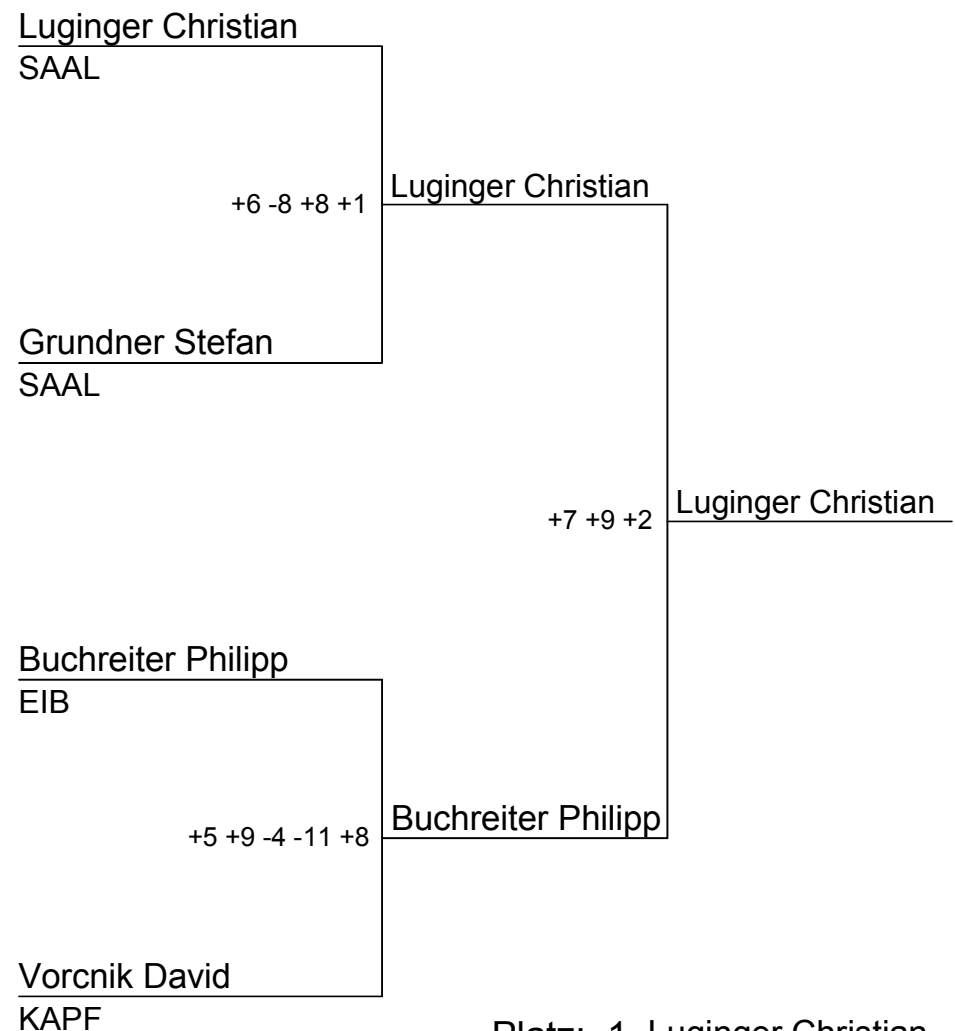 Luginger Christian
SAAL
+6 -8 +8 +1
Luginger Christian
Grundner Stefan
SAAL
+7 +9 +2
Luginger Christian
Buchreiter Philipp
EIB
+5 +9 -4 -11 +8
Buchreiter Philipp
Vorcnik David
KAPF
Platz: 1. Luginger Christian